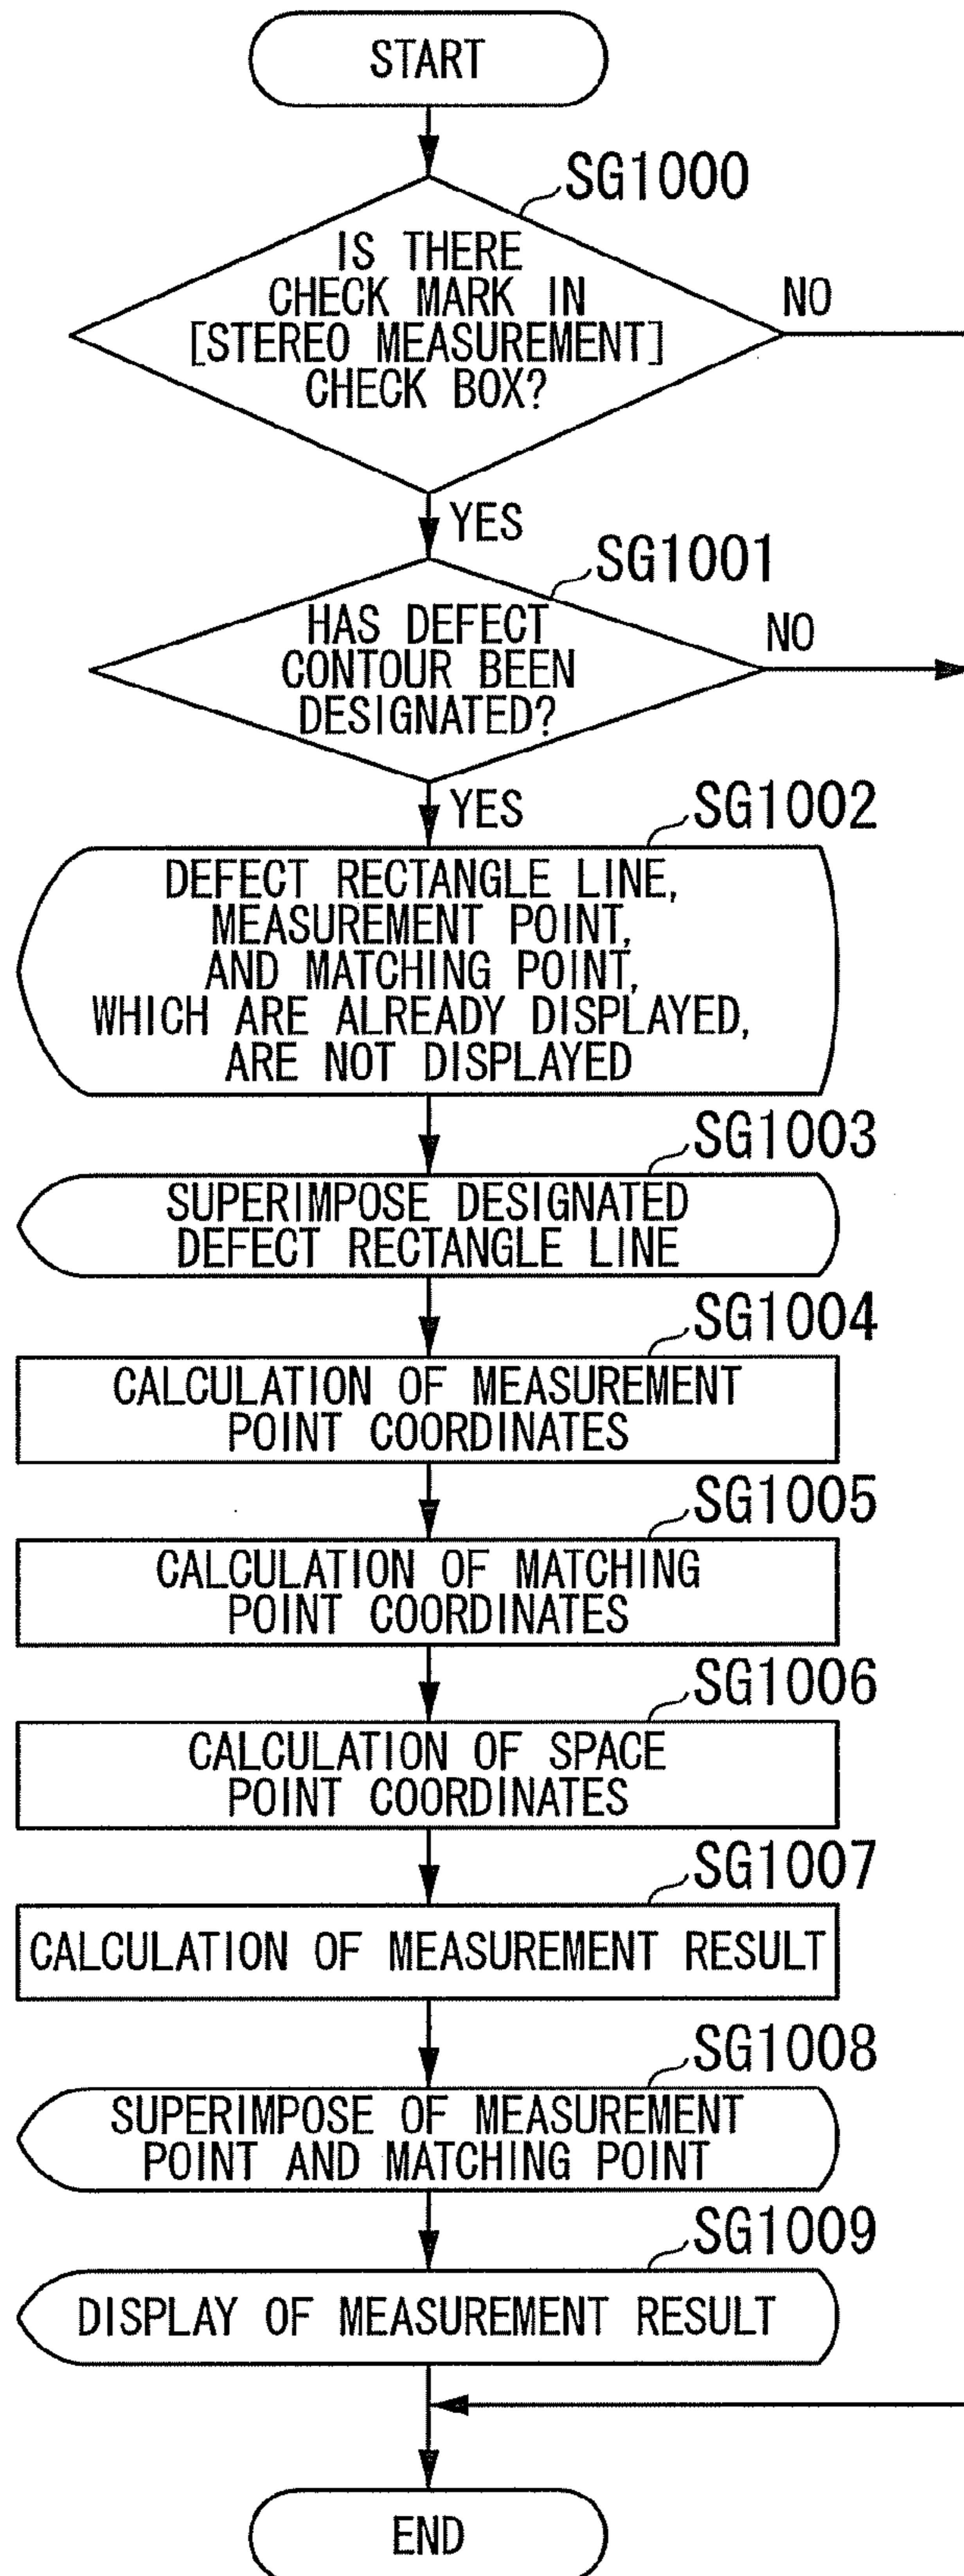 START
SG1000
IS THERE
CHECK MARK IN
[STEREO MEASUREMENT]
CHECK BOX?
NO
YES
SG1001
HAS DEFECT
CONTOUR BEEN
DESIGNATED?
NO
YES
SG1002
DEFECT RECTANGLE LINE,
MEASUREMENT POINT,
AND MATCHING POINT,
WHICH ARE ALREADY DISPLAYED,
ARE NOT DISPLAYED
SG1003
SUPERIMPOSE DESIGNATED
DEFECT RECTANGLE LINE
SG1004
CALCULATION OF MEASUREMENT
POINT COORDINATES
SG1005
CALCULATION OF MATCHING
POINT COORDINATES
SG1006
CALCULATION OF SPACE
POINT COORDINATES
SG1007
CALCULATION OF MEASUREMENT RESULT
SG1008
SUPERIMPOSE OF MEASUREMENT
POINT AND MATCHING POINT
SG1009
DISPLAY OF MEASUREMENT RESULT
END